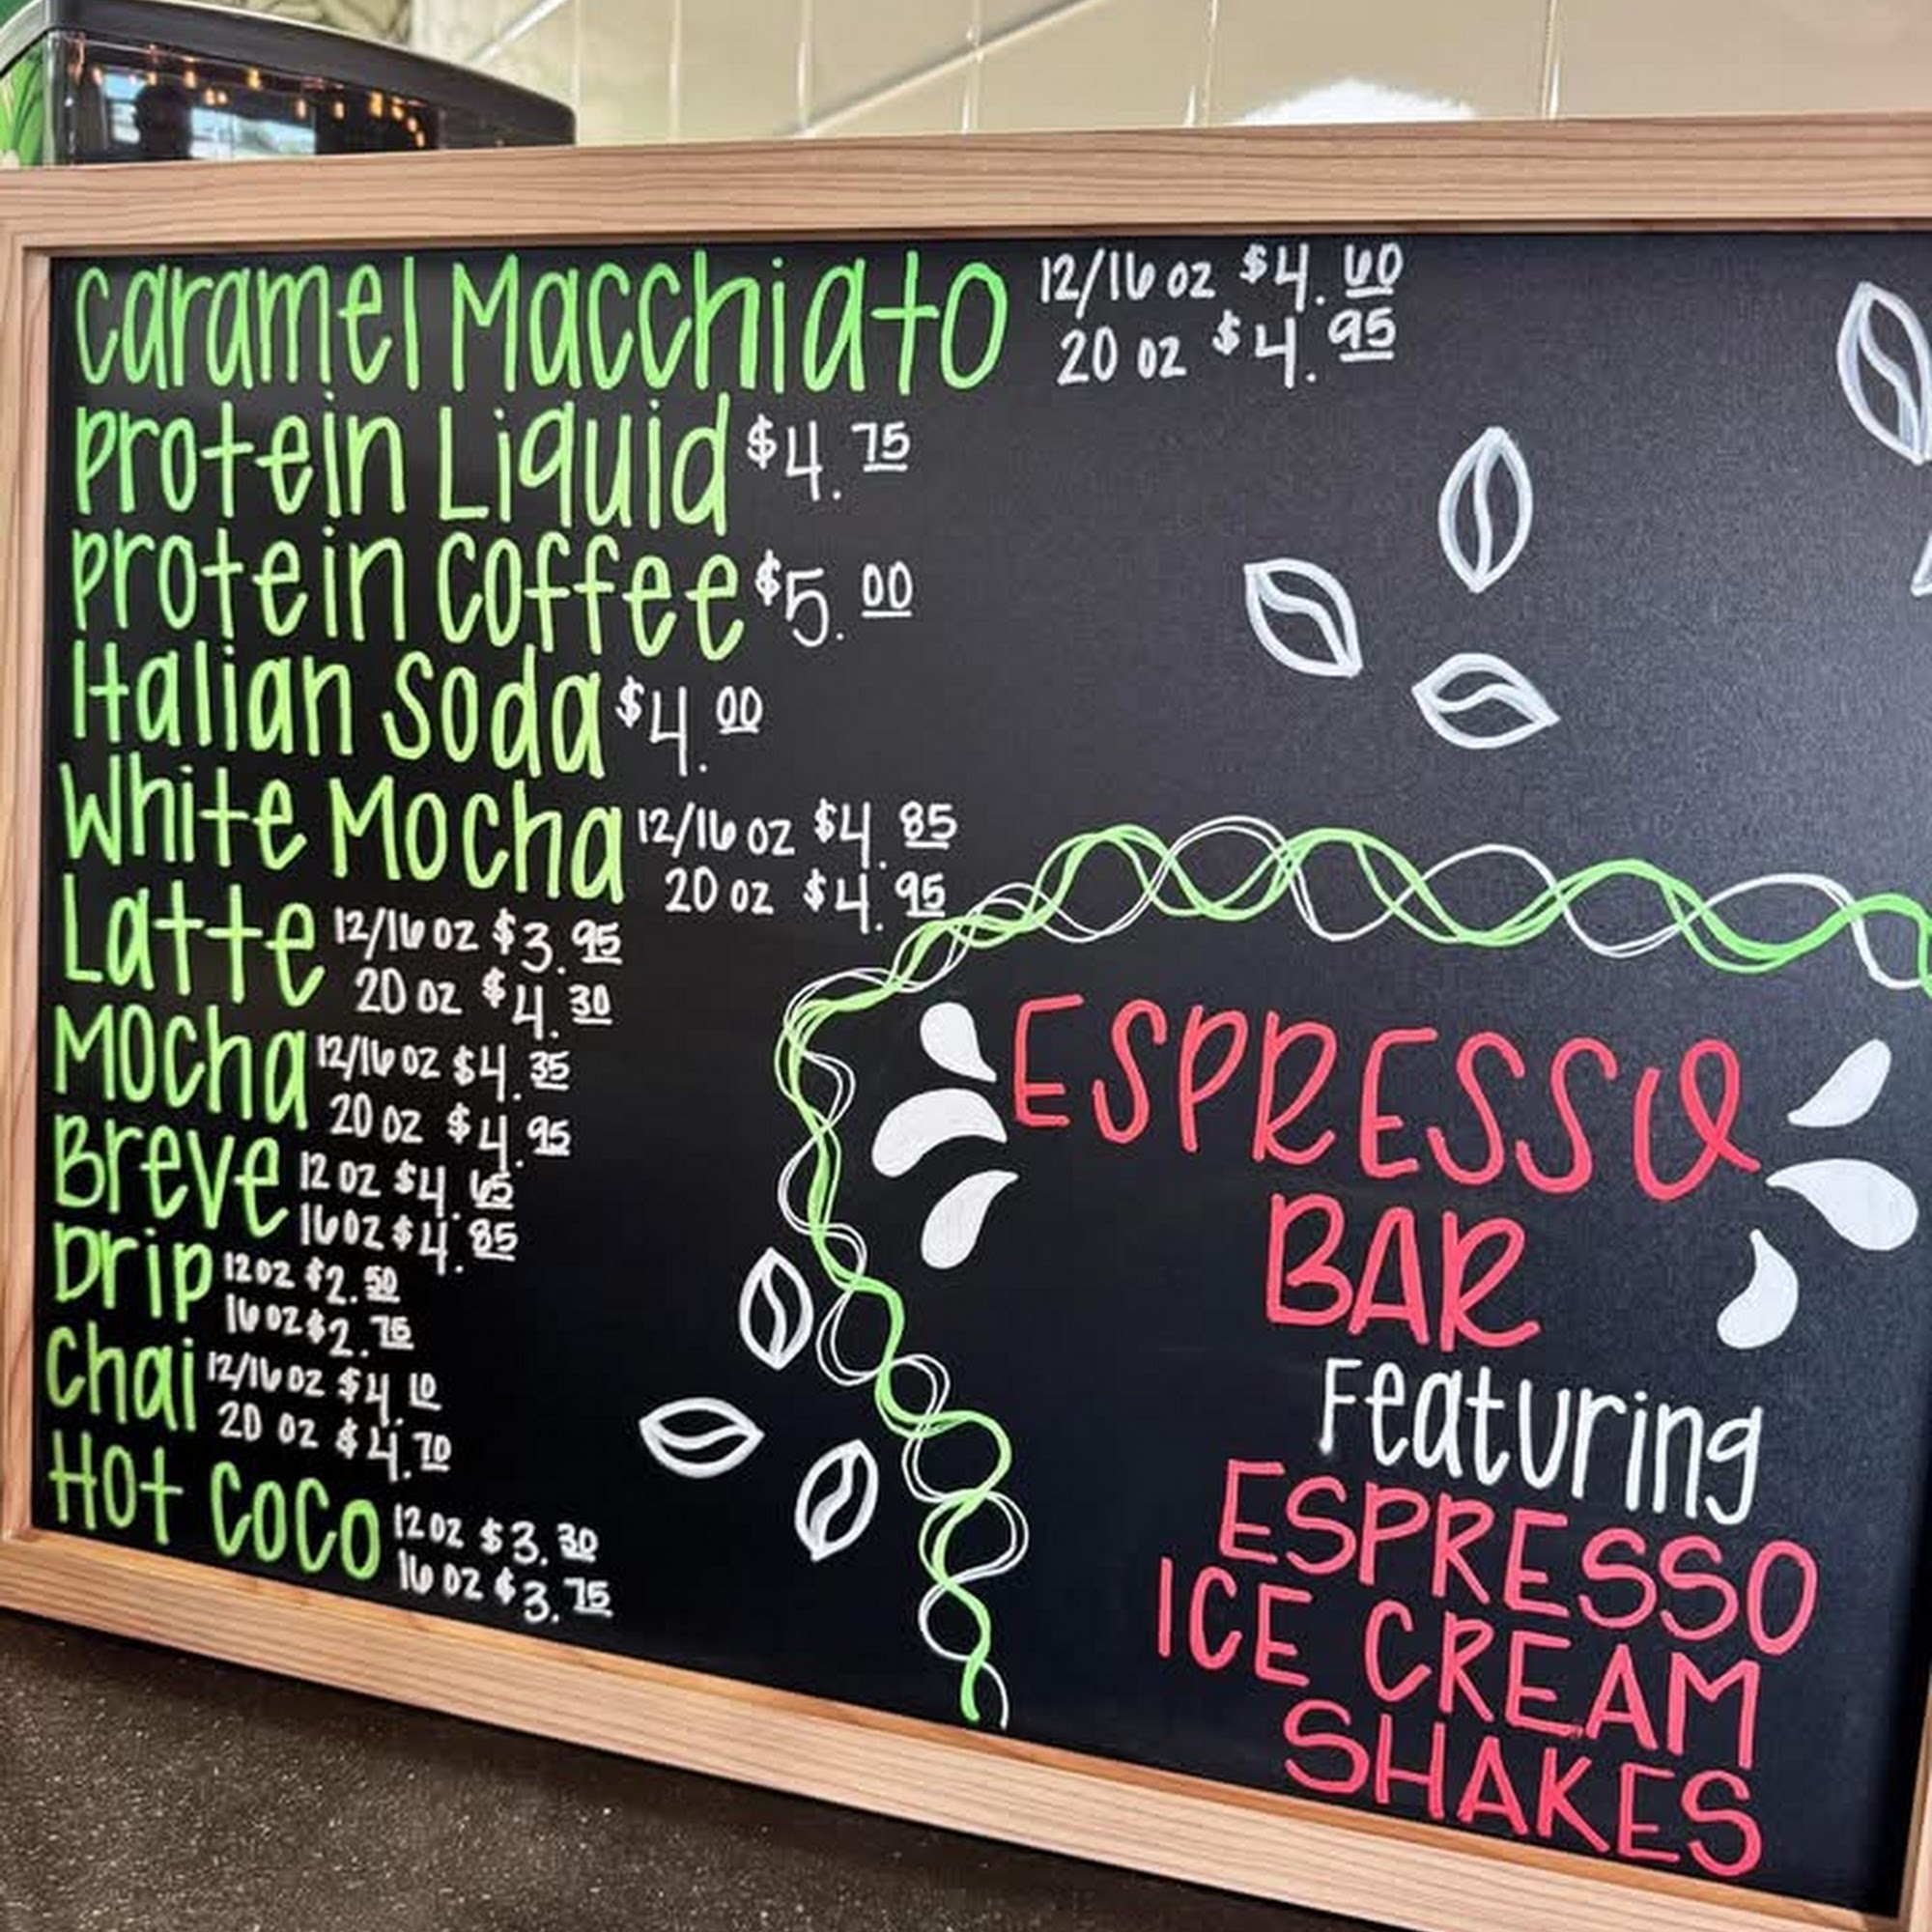 Caramel Macchiato 12/16 oz $4.60
20 oz $4.95
Protein Liquid $4.75
Protein Coffee $5.00
Italian Soda $4.00
White Mocha 12/16 oz $4.85
20 oz $4.95
Latte 12/16 oz $3.95
20 oz $4.30
Mocha 12/16 oz $4.35
20 oz $4.95
Breve 12 oz $4.65
16 oz $4.85
Drip 12 oz $2.50
16 oz $2.75
Chai 12/16 oz $4.10
20 oz $4.70
Hot Coco 12 oz $3.30
16 oz $3.75
ESPRESSO
BAR
Featuring
ESPRESSO
ICE CREAM
SHAKES